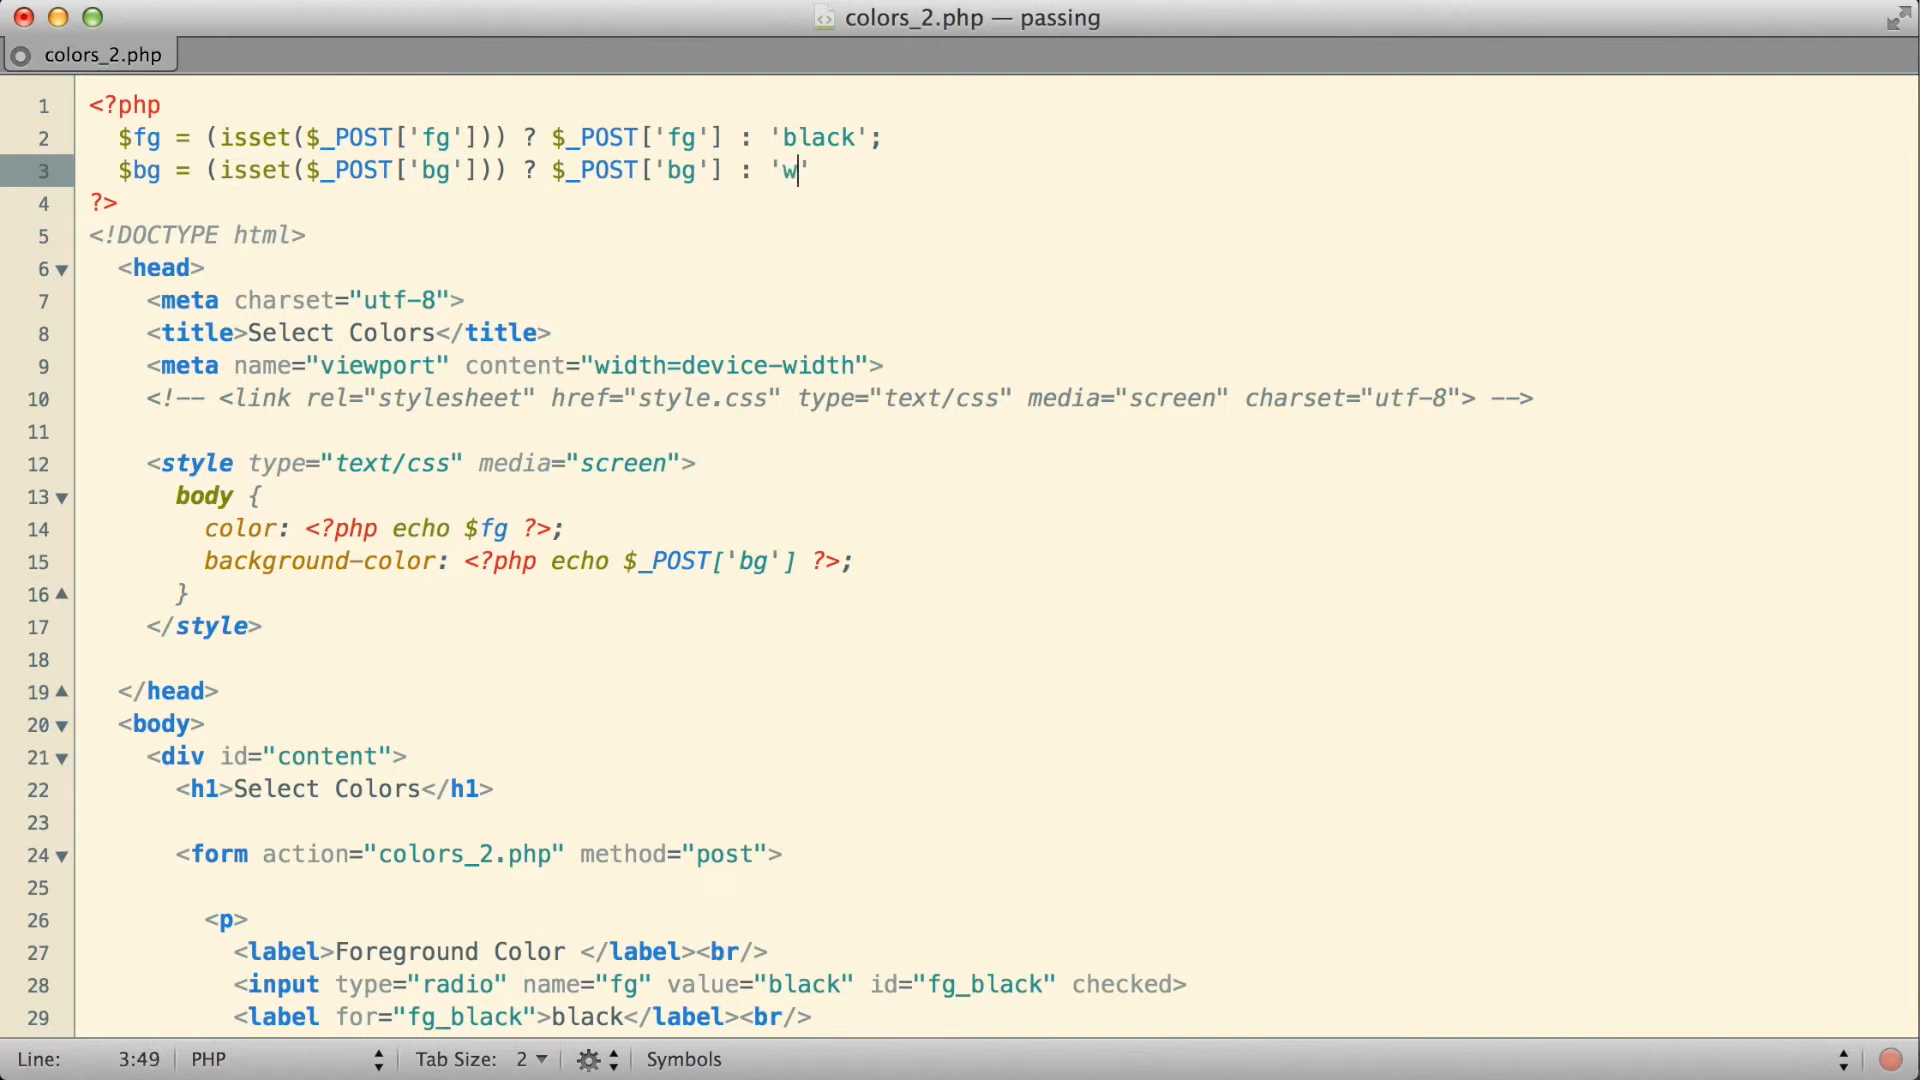 colors_2.php — passing
colors_2.php
1 <?php
2 $fg = (isset($_POST['fg'])) ? $_POST['fg'] : 'black';
3 $bg = (isset($_POST['bg'])) ? $_POST['bg'] : 'w'
4 ?>
5 <!DOCTYPE html>
6 <head>
7 <meta charset="utf-8">
8 <title>Select Colors</title>
9 <meta name="viewport" content="width=device-width">
10 <!-- <link rel="stylesheet" href="style.css" type="text/css" media="screen" charset="utf-8"> -->
11
12 <style type="text/css" media="screen">
13 body {
14 color: <?php echo $fg ?>;
15 background-color: <?php echo $_POST['bg'] ?>;
16 }
17 </style>
18
19 </head>
20 <body>
21 <div id="content">
22 <h1>Select Colors</h1>
23
24 <form action="colors_2.php" method="post">
25
26 <p>
27 <label>Foreground Color </label><br/>
28 <input type="radio" name="fg" value="black" id="fg_black" checked>
29 <label for="fg_black">black</label><br/>
Line: 3:49 PHP Tab Size: 2 Symbols